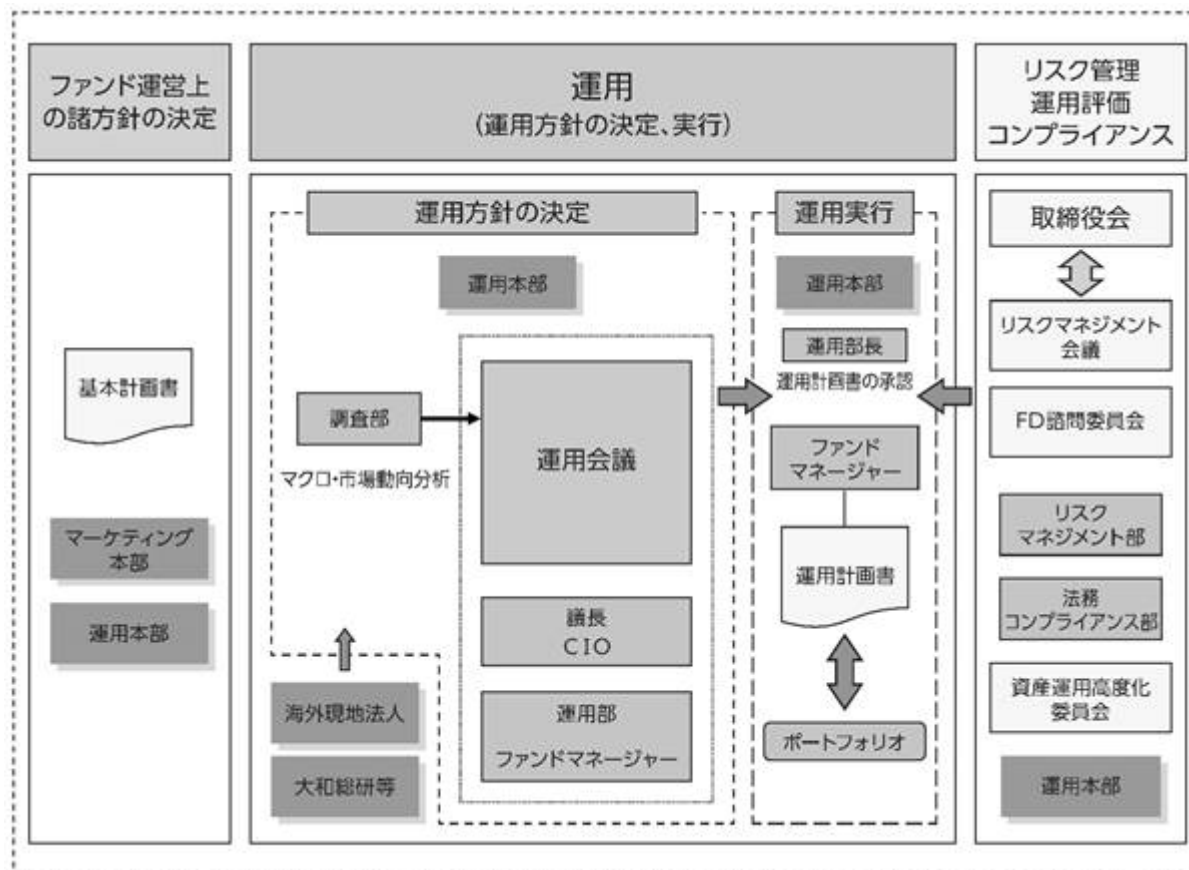 ファンド運営上
の諸方針の決定
運用
(運用方針の決定、実行)
リスク管理
運用評価
コンプライアンス
基本計画書
マーケティング
本部
運用本部
運用方針の決定
運用本部
調査部
マクロ・市場動向分析
運用会議
議長
CIO
運用部
ファンドマネージャー
海外現地法人
大和総研等
運用実行
運用本部
運用部長
運用計画書の承認
ファンド
マネージャー
運用計画書
ポートフォリオ
取締役会
リスクマネジメント
会議
FD諮問委員会
リスク
マネジメント部
法務
コンプライアンス部
資産運用高度化
委員会
運用本部